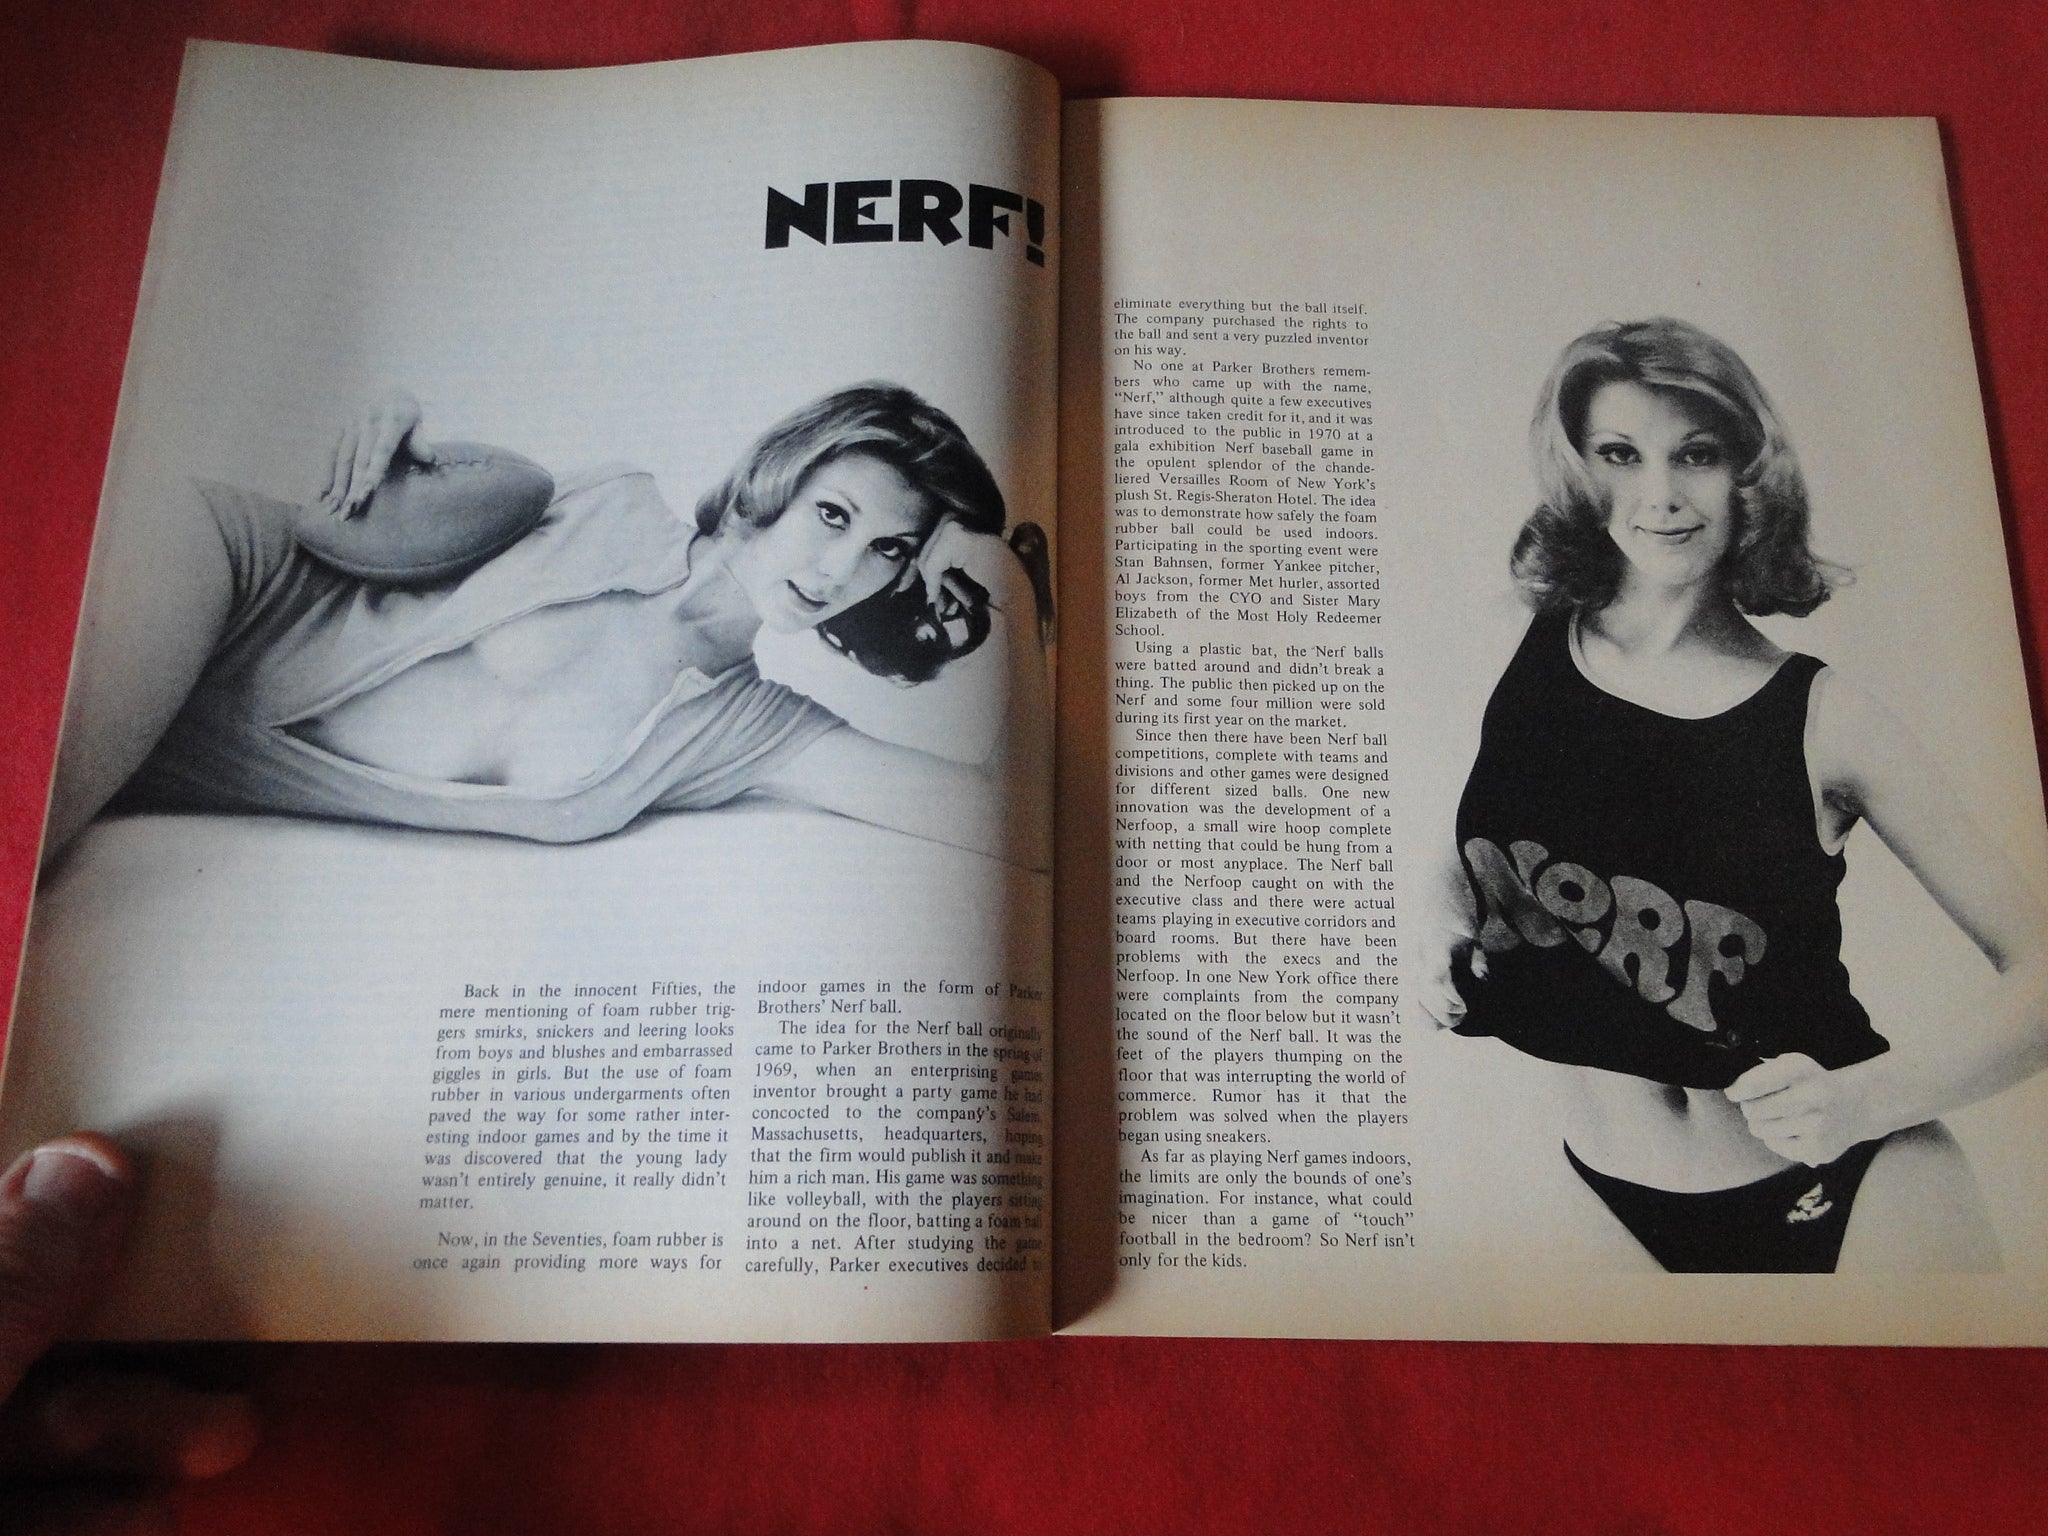 NERF!
Back in the innocent Fifties, the
mere mentioning of foam rubber trig-
gers smirks, snickers and leering looks
from boys and blushes and embarrassed
giggles in girls. But the use of foam
rubber in various undergarments often
paved the way for some rather inter-
esting indoor games and by the time it
was discovered that the young lady
wasn't entirely genuine, it really didn't
matter.
Now, in the Seventies, foam rubber is
once again providing more ways for
indoor games in the form of Parker
Brothers' Nerf ball.
The idea for the Nerf ball originally
came to Parker Brothers in the spring of
1969, when an enterprising games
inventor brought a party game he had
concocted to the company's Salem,
Massachusetts, headquarters, hoping
that the firm would publish it and make
him a rich man. His game was something
like volleyball, with the players sitting
around on the floor, batting a foam ball
into a net. After studying the game
carefully, Parker executives decided to
eliminate everything but the ball itself.
The company purchased the rights to
the ball and sent a very puzzled inventor
on his way.
No one at Parker Brothers remem-
bers who came up with the name,
"Nerf," although quite a few executives
have since taken credit for it, and it was
introduced to the public in 1970 at a
gala exhibition Nerf baseball game in
the opulent splendor of the chande-
liered Versailles Room of New York's
plush St. Regis-Sheraton Hotel. The idea
was to demonstrate how safely the foam
rubber ball could be used indoors.
Participating in the sporting event were
Stan Bahnsen, former Yankee pitcher,
Al Jackson, former Met hurler, assorted
boys from the CYO and Sister Mary
Elizabeth of the Most Holy Redeemer
School.
Using a plastic bat, the Nerf balls
were batted around and didn't break a
thing. The public then picked up on the
Nerf and some four million were sold
during its first year on the market.
Since then there have been Nerf ball
competitions, complete with teams and
divisions and other games were designed
for different sized balls. One new
innovation was the development of a
Nerfoop, a small wire hoop complete
with netting that could be hung from a
door or most anyplace. The Nerf ball
and the Nerfoop caught on with the
executive class and there were actual
teams playing in executive corridors and
board rooms. But there have been
problems with the execs and the
Nerfoop. In one New York office there
were complaints from the company
located on the floor below but it wasn't
the sound of the Nerf ball. It was the
feet of the players thumping on the
floor that was interrupting the world of
commerce. Rumor has it that the
problem was solved when the players
began using sneakers.
As far as playing Nerf games indoors,
the limits are only the bounds of one's
imagination. For instance, what could
be nicer than a game of "touch"
football in the bedroom? So Nerf isn't
only for the kids.
NeRF